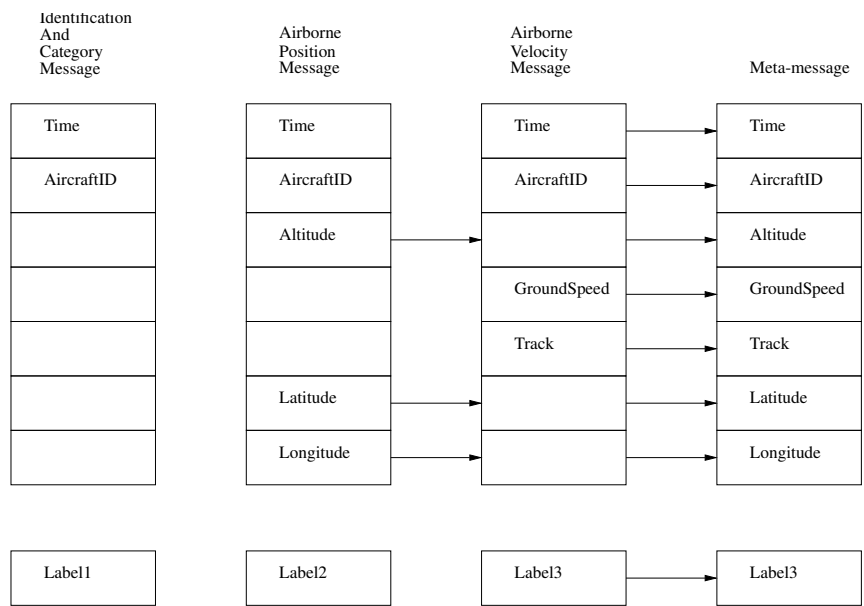 Identification
And
Category
Message
Airborne
Position
Message
Airborne
Velocity
Message
Meta-message
Time
Time
Time
Time
AircraftID
AircraftID
AircraftID
AircraftID
Altitude
Altitude
GroundSpeed
GroundSpeed
Track
Track
Latitude
Latitude
Longitude
Longitude
Label1
Label2
Label3
Label3